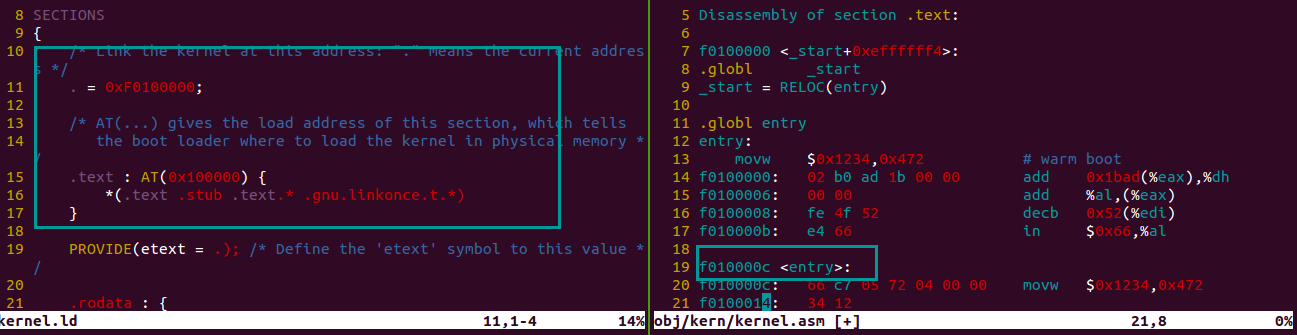 8 SECTIONS
9 {
10     /* Link the kernel at this address: "." means the current addres
s */
11     . = 0xF0100000;
12
13     /* AT(...) gives the load address of this section, which tells
14        the boot loader where to load the kernel in physical memory *
/
15     .text : AT(0x100000) {
16         *(.text .stub .text.* .gnu.linkonce.t.*)
17     }
18
19     PROVIDE(etext = .); /* Define the 'etext' symbol to this value *
/
20
21     .rodata : {
kernel.ld 11,1-4 14%
5 Disassembly of section .text:
6
7 f0100000 <_start+0xeffffff4>:
8 .globl      _start
9 _start = RELOC(entry)
10
11 .globl entry
12 entry:
13     movw    $0x1234,0x472           # warm boot
14 f0100000:   02 b0 ad 1b 00 00       add    0x1bad(%eax),%dh
15 f0100006:   00 00                   add    %al,(%eax)
16 f0100008:   fe 4f 52                decb   0x52(%edi)
17 f010000b:   e4 66                   in     $0x66,%al
18
19 f010000c <entry>:
20 f010000c:   66 c7 05 72 04 00 00    movw   $0x1234,0x472
21 f0100014:   34 12
obj/kern/kernel.asm [+] 21,8 0%